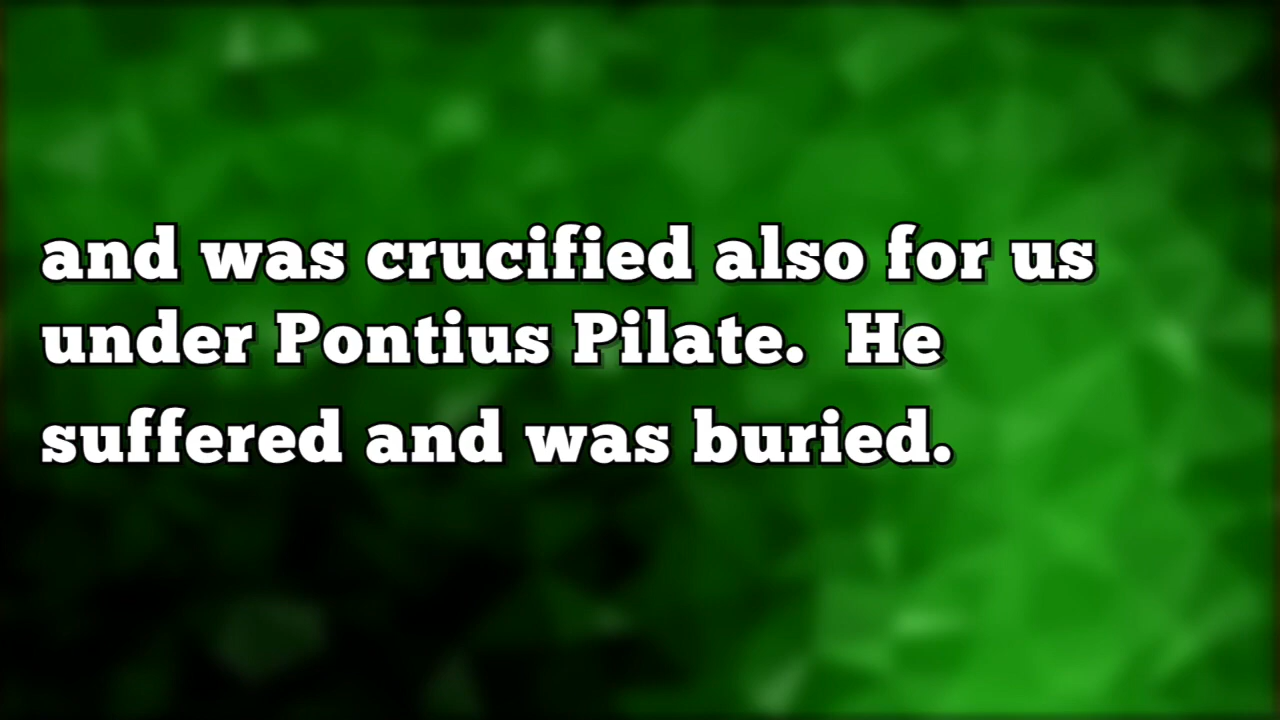 and was crucified also for us
under Pontius Pilate.  He
suffered and was buried.